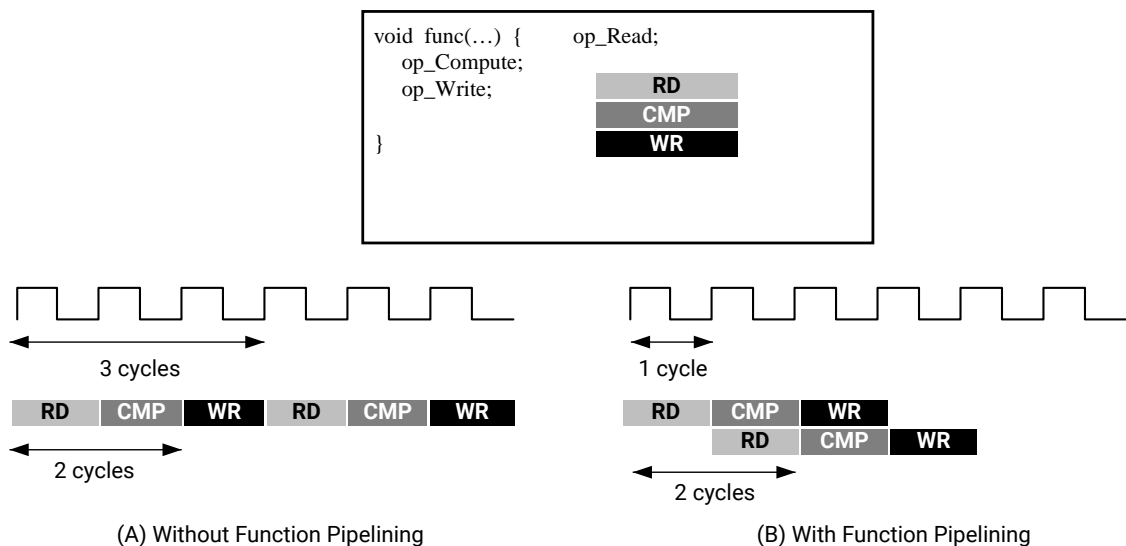 void func(…) { op_Read;
op_Compute;
op_Write;
RD
CMP
}
WR
3 cycles
1 cycle
RD CMP WR RD CMP WR
RD CMP WR
RD CMP WR
2 cycles
2 cycles
(A) Without Function Pipelining
(B) With Function Pipelining